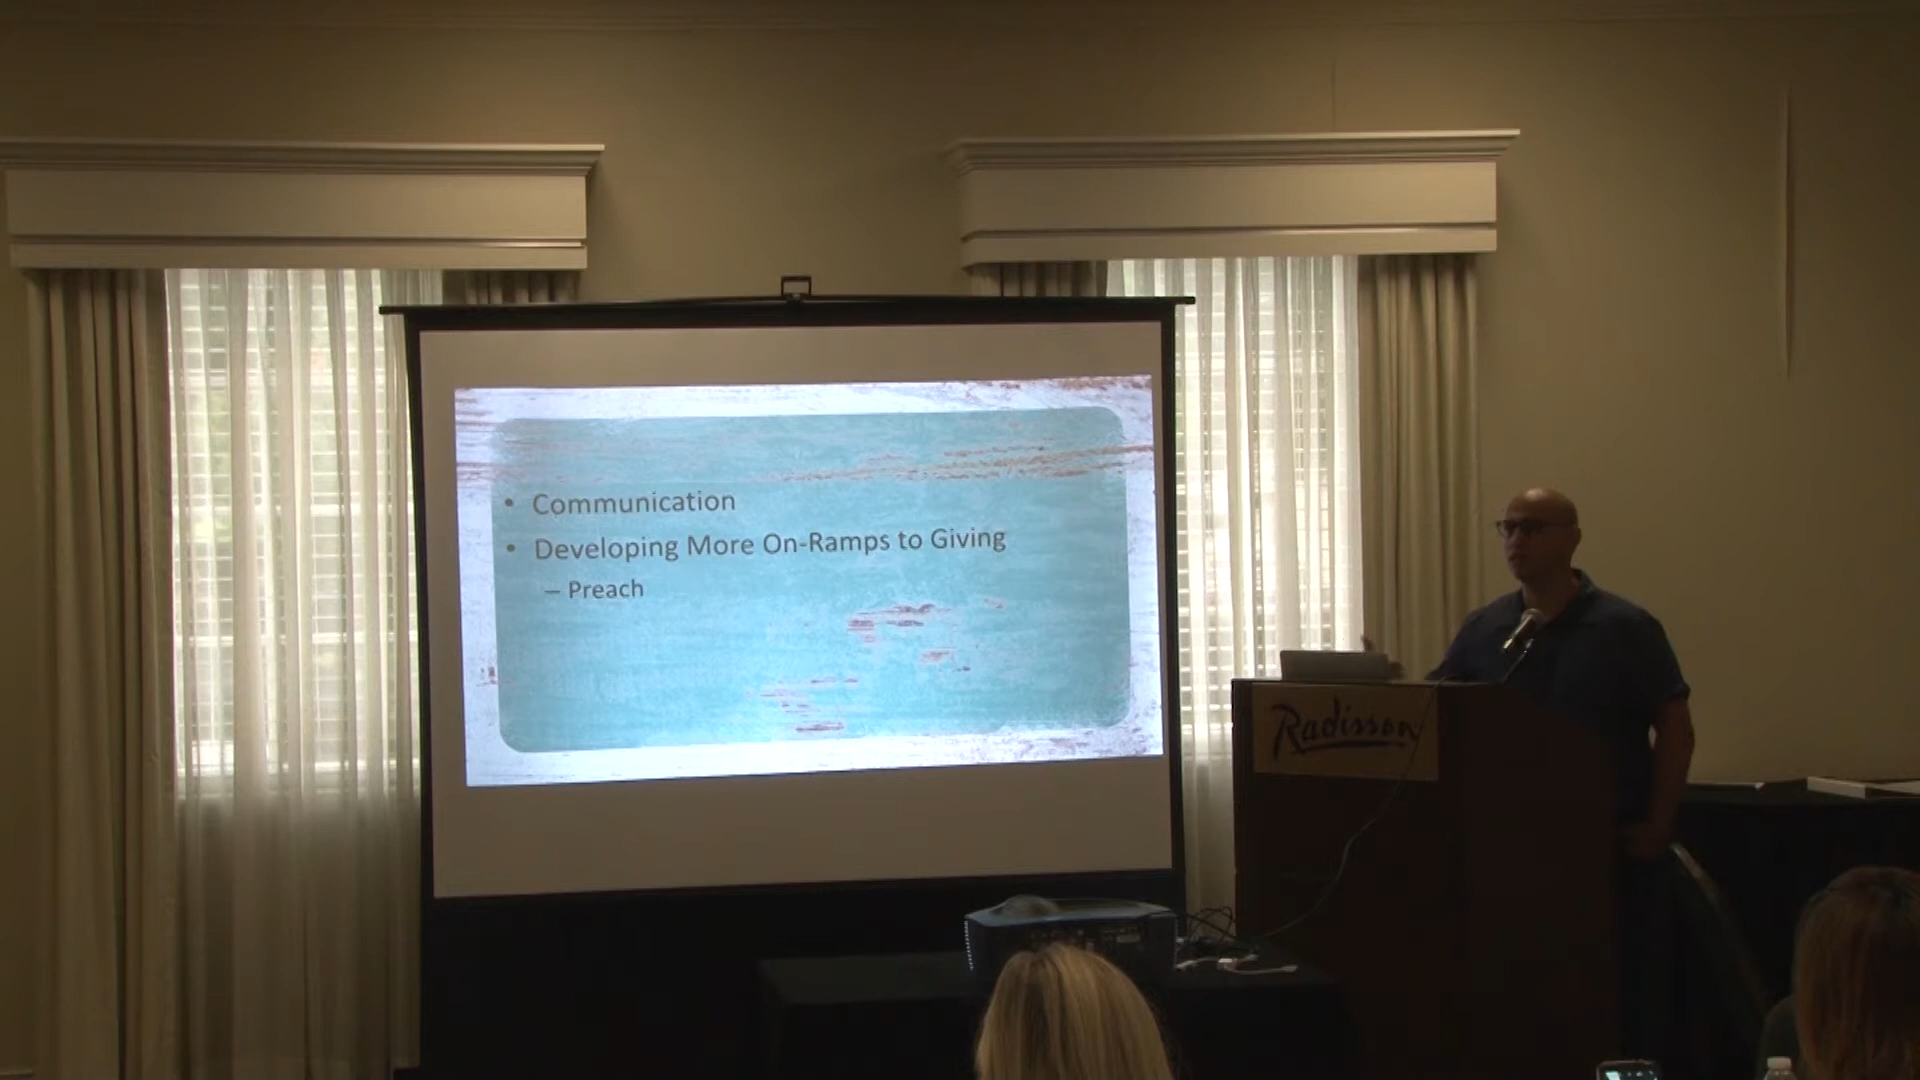 • Communication
• Developing More On-Ramps to Giving
– Preach
Radisson